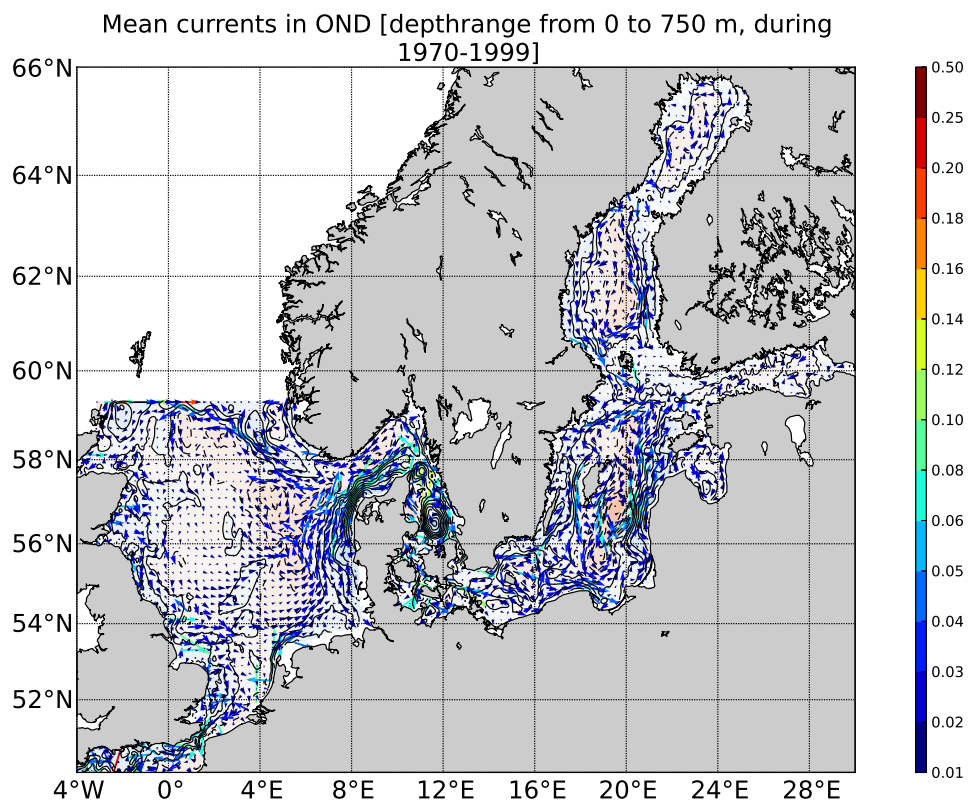 Mean currents in OND [depthrange from 0 to 750 m, during
1970-1999]
66°N
64°N
62°N
60°N
58°N
56°N
54°N
52°N
4°W 0° 4°E 8°E 12°E 16°E 20°E 24°E 28°E
0.50
0.25
0.20
0.18
0.16
0.14
0.12
0.10
0.08
0.06
0.04
0.03
0.02
0.01